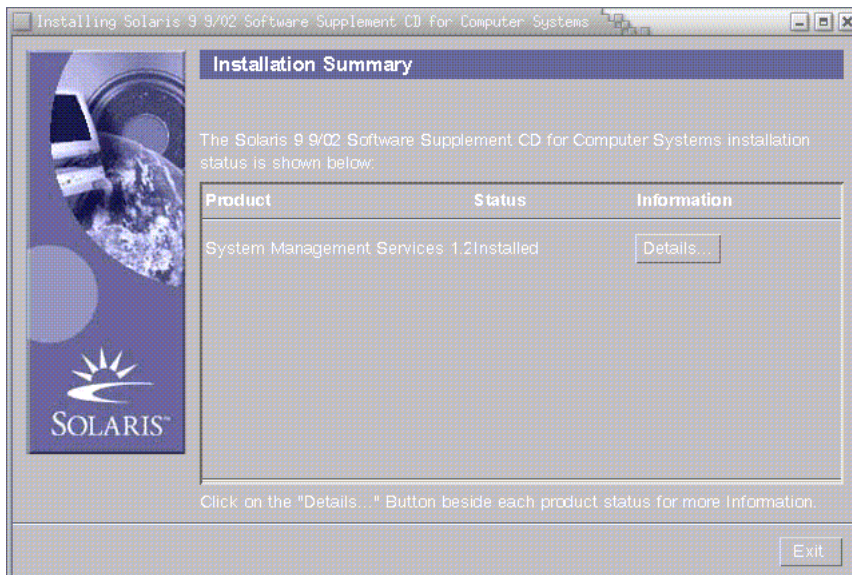 Installing Solaris 9 9/02 Software Supplement CD for Computer Systems
Installation Summary
The Solaris 9 9/02 Software Supplement CD for Computer Systems installation
status is shown below:
Product Status Information
System Management Services 1.2Installed Details...
SOLARIS™
Click on the "Details..." Button beside each product status for more Information.
Exit